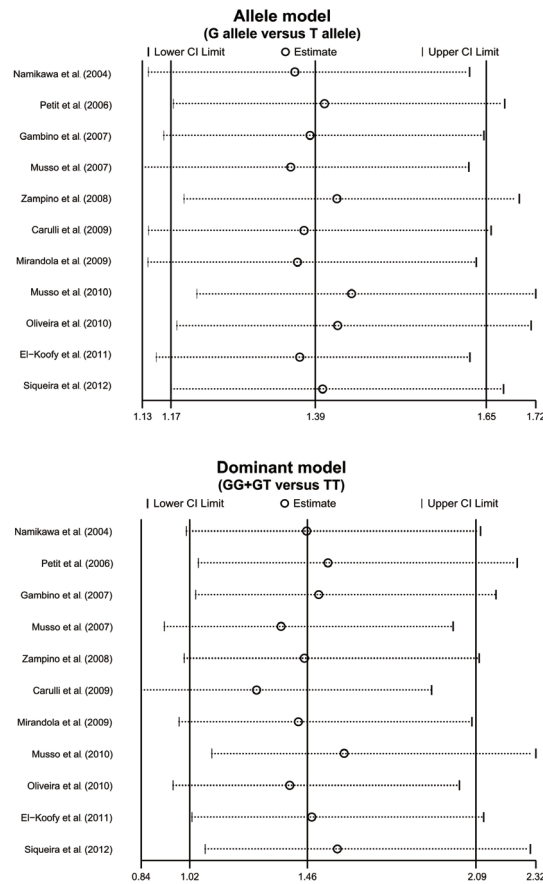 Allele model
(G allele versus T allele)
Lower CI Limit Estimate Upper CI Limit
Namikawa et al. (2004)
Petit et al. (2006)
Gambino et al. (2007)
Musso et al. (2007)
Zampino et al. (2008)
Carulli et al. (2009)
Mirandola et al. (2009)
Musso et al. (2010)
Oliveira et al. (2010)
El−Koofy et al. (2011)
Siqueira et al. (2012)
1.13 1.17 1.39 1.65 1.72
Dominant model
(GG+GT versus TT)
Lower CI Limit Estimate Upper CI Limit
Namikawa et al. (2004)
Petit et al. (2006)
Gambino et al. (2007)
Musso et al. (2007)
Zampino et al. (2008)
Carulli et al. (2009)
Mirandola et al. (2009)
Musso et al. (2010)
Oliveira et al. (2010)
El−Koofy et al. (2011)
Siqueira et al. (2012)
0.84 1.02 1.46 2.09 2.32